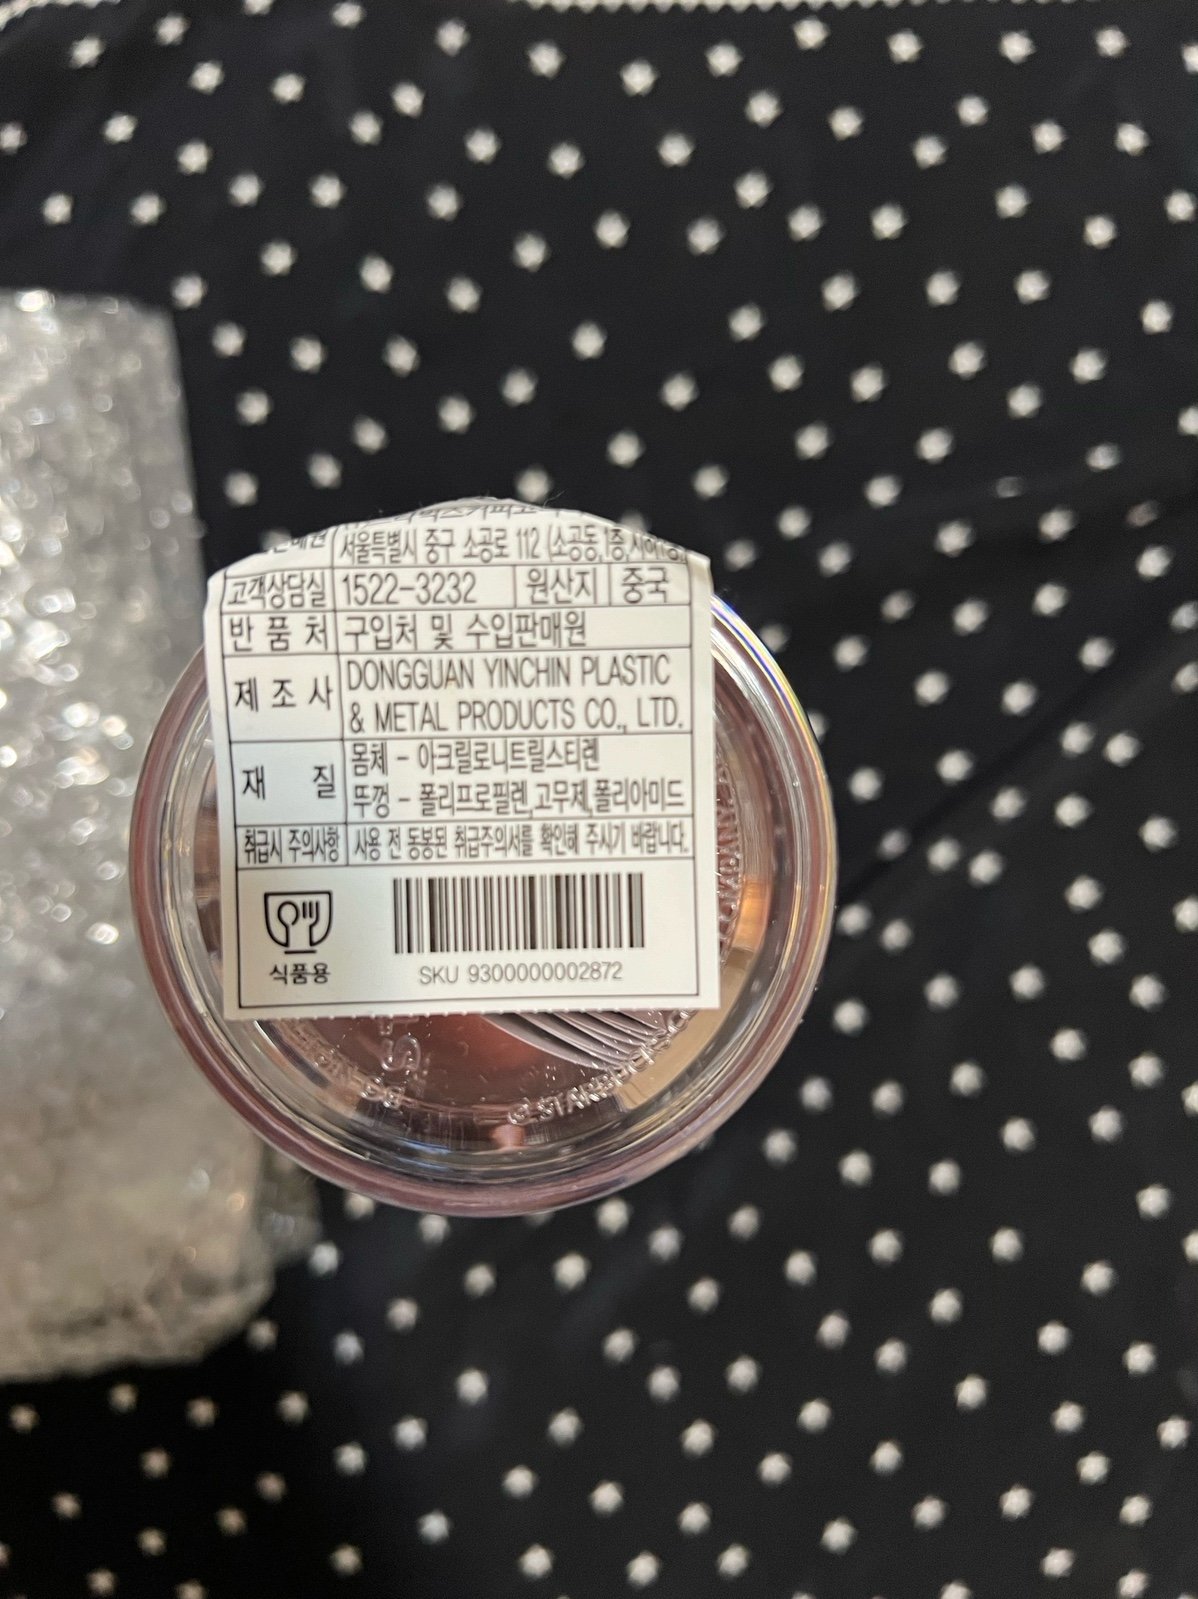 서울특별시 중구 소공로 112 (소공동,1층,
고객상담실 1522-3232 원산지 중국
반 품 처 구입처 및 수입판매원
제 조 사 DONGGUAN YINCHIN PLASTIC
& METAL PRODUCTS CO., LTD.
재 질 몸체 - 아크릴로니트릴스티렌
뚜껑 - 폴리프로필렌,고무제,폴리아미드
취급시 주의사항 사용 전 동봉된 취급주의서를 확인해 주시기 바랍니다.
식품용
SKU 9300000002872